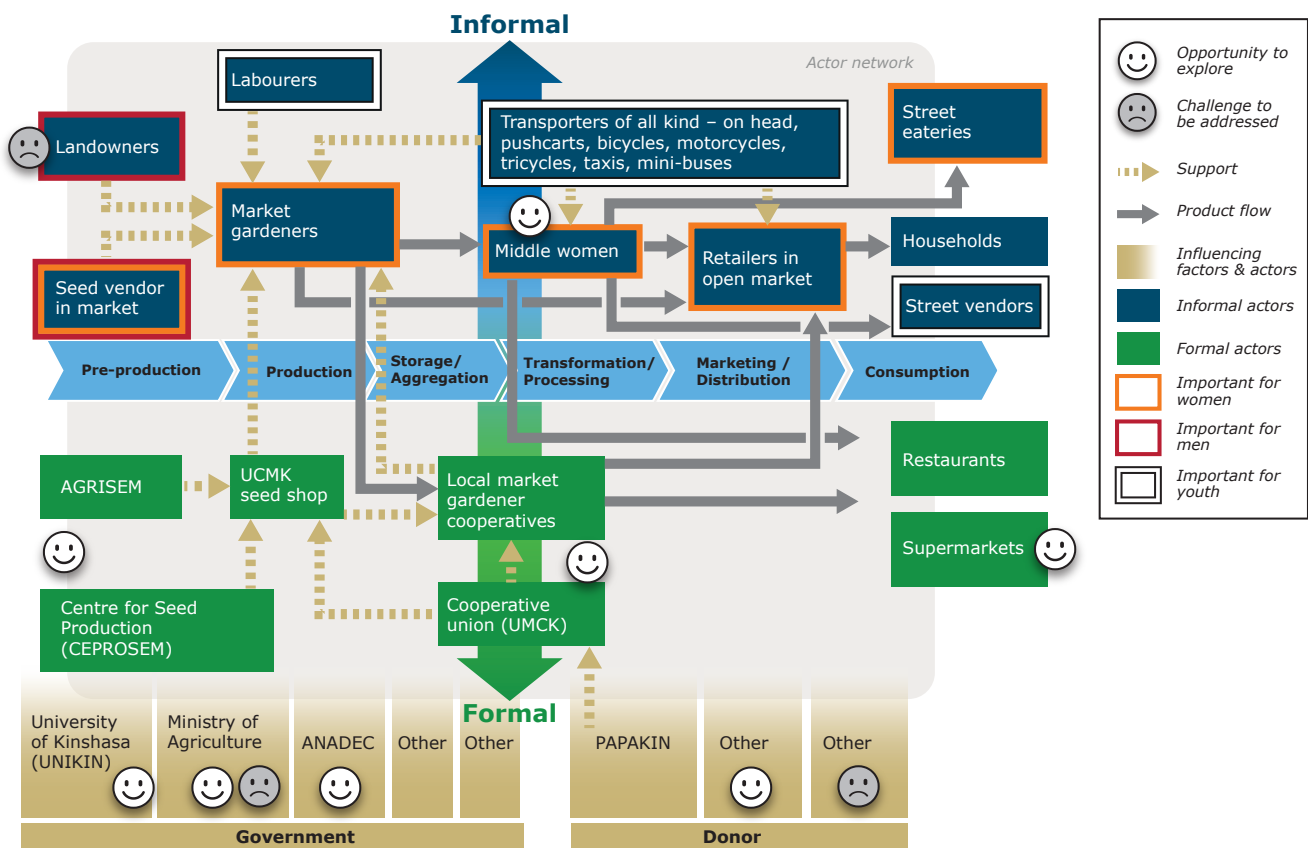 Informal
Actor network
Labourers
Landowners
Transporters of all kind – on head,
pushcarts, bicycles, motorcycles,
tricycles, taxis, mini-buses
Street
eateries
Market
gardeners
Middle women
Retailers in
open market
Households
Seed vendor
in market
Street vendors
Pre-production
Production
Storage/
Aggregation
Transformation/
Processing
Marketing /
Distribution
Consumption
AGRISEM
UCMK
seed shop
Local market
gardener
cooperatives
Restaurants
Supermarkets
Centre for Seed
Production
(CEPROSEM)
Cooperative
union (UMCK)
Formal
University
of Kinshasa
(UNIKIN)
Ministry of
Agriculture
ANADEC
Other
Other
PAPAKIN
Other
Other
Government
Donor
Opportunity to
explore
Challenge to
be addressed
Support
Product flow
Influencing
factors & actors
Informal actors
Formal actors
Important for
women
Important for
men
Important for
youth